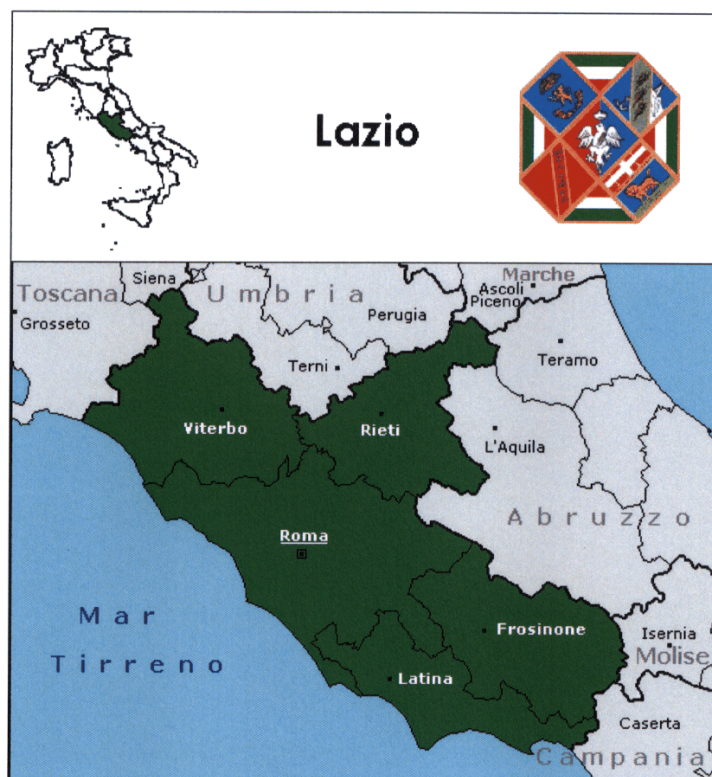 Lazio
Siena
Marche
Toscana
Umbria
Ascoli
Piceno
Grosseto
Perugia
Terni
Teramo
Viterbo
Rieti
L'Aquila
Abruzzo
Roma
Mar
Tirreno
Frosinone
Isernia
Molise
Latina
Caserta
Campania